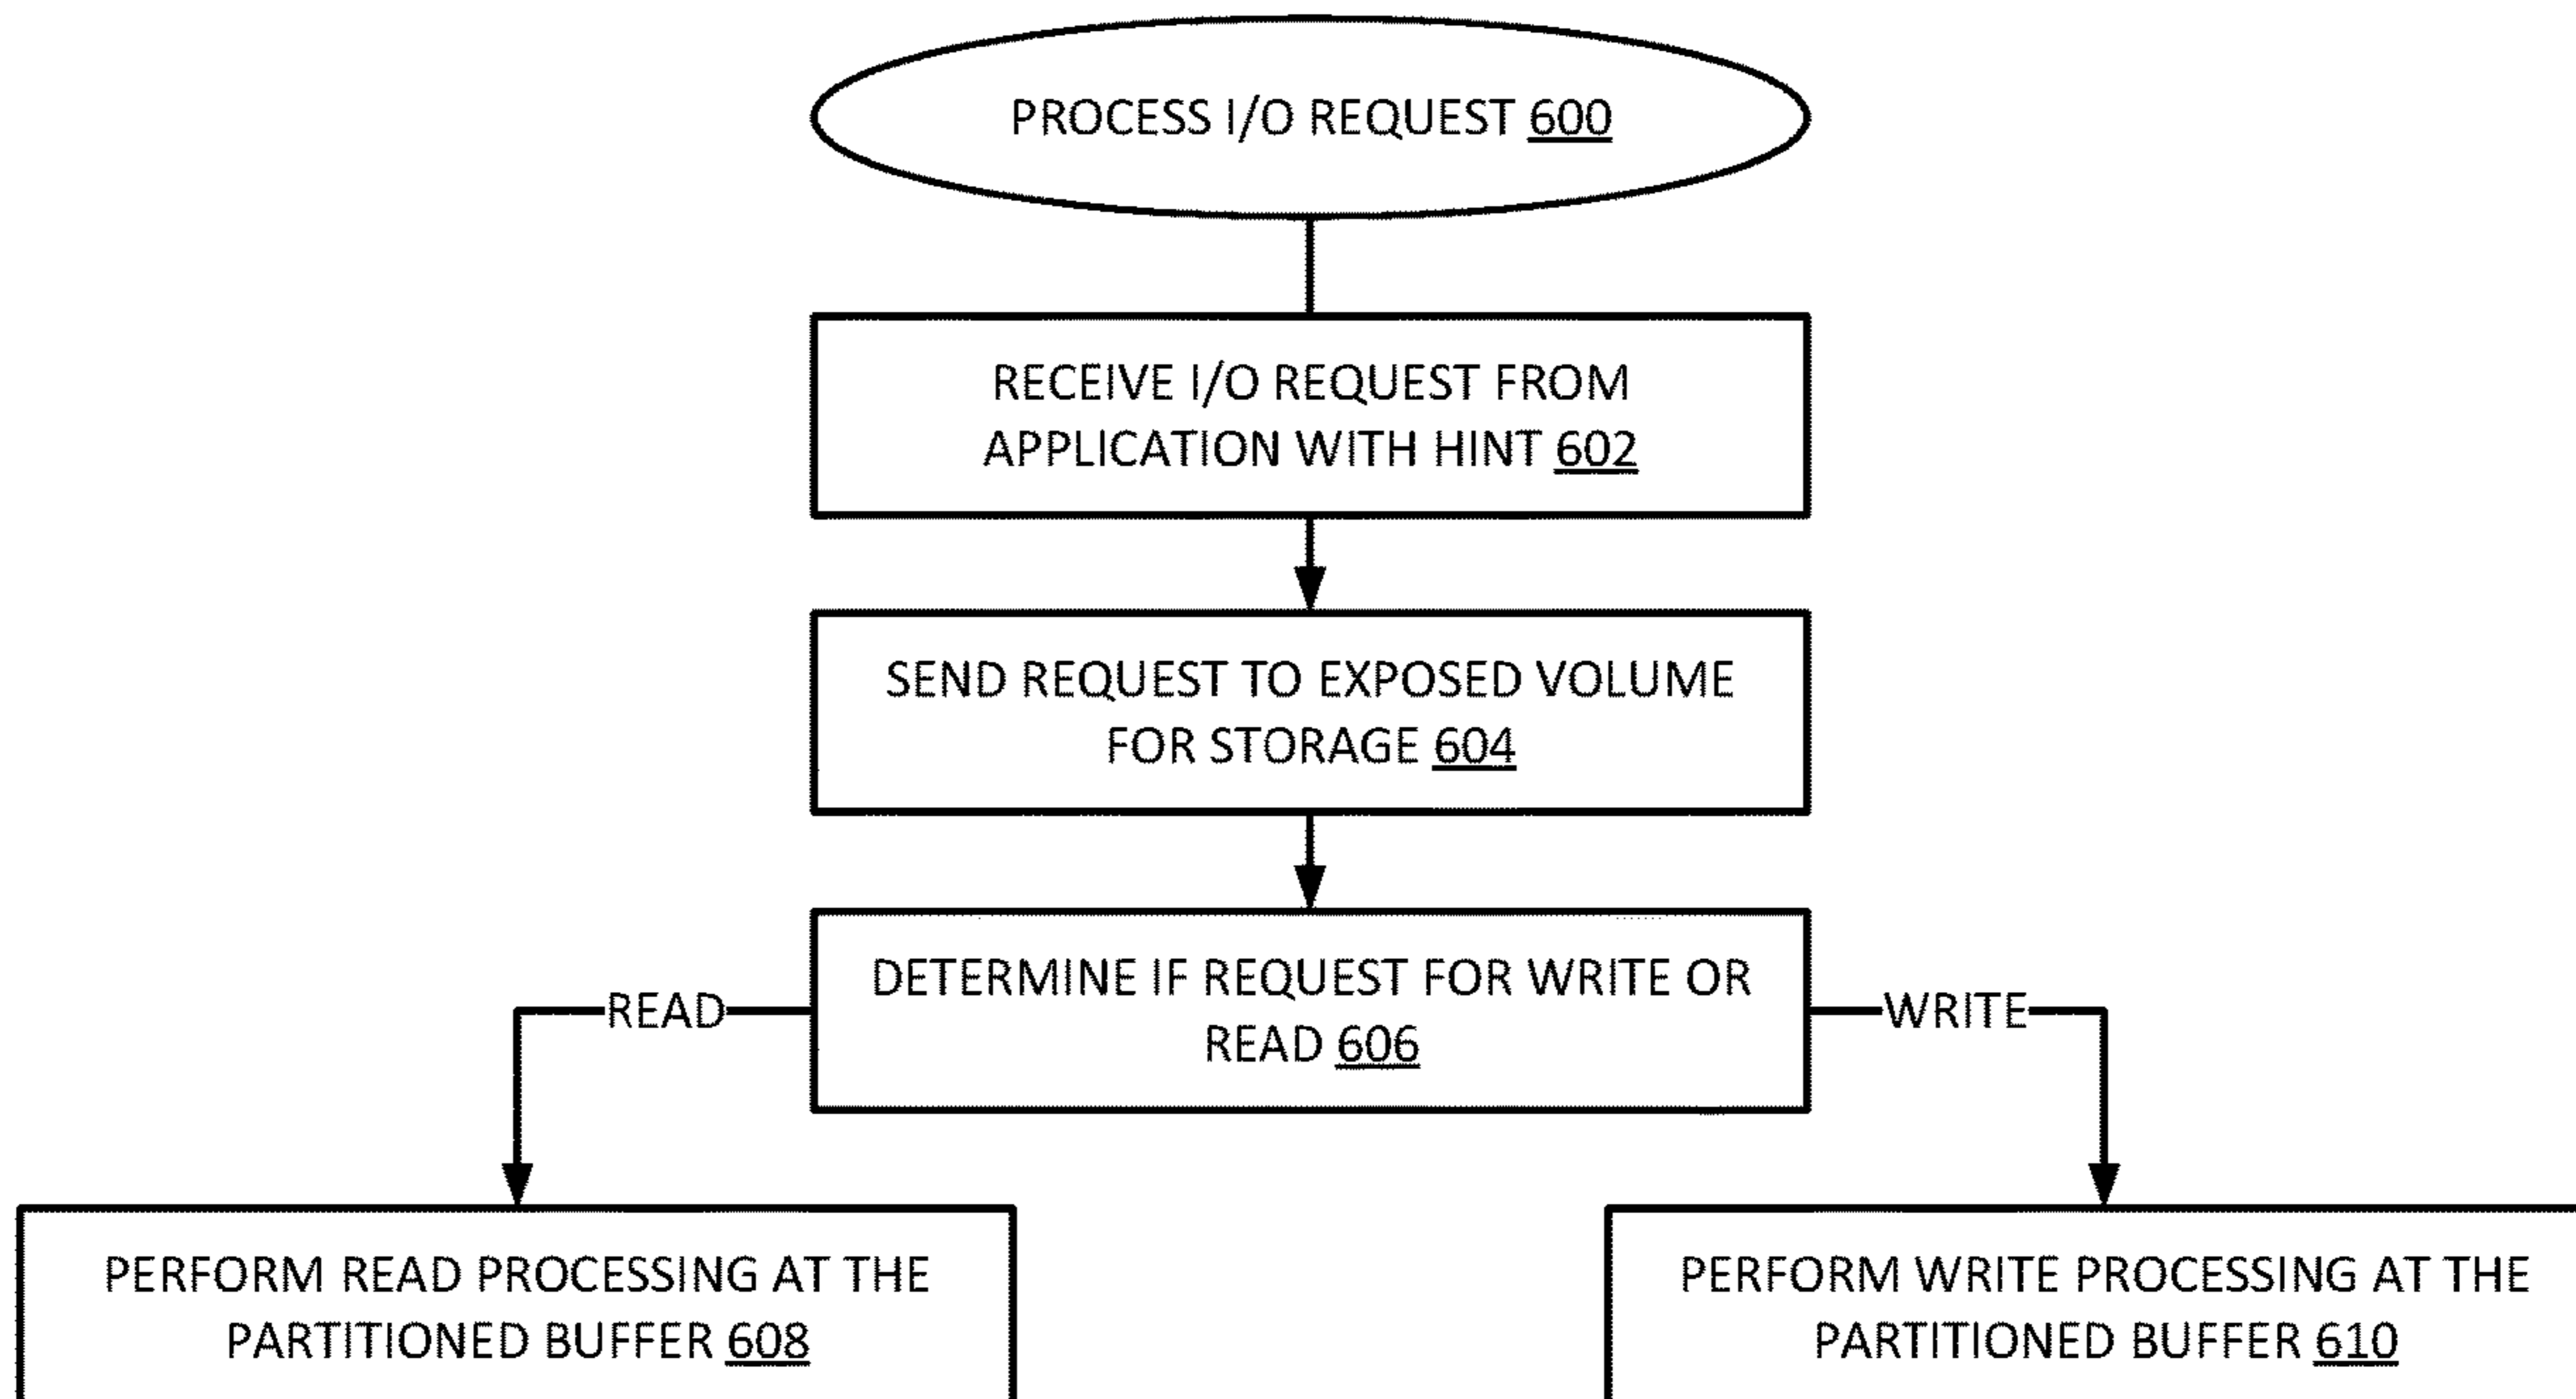 PROCESS I/O REQUEST 600
RECEIVE I/O REQUEST FROM
APPLICATION WITH HINT 602
SEND REQUEST TO EXPOSED VOLUME
FOR STORAGE 604
DETERMINE IF REQUEST FOR WRITE OR
READ 606
READ
WRITE
PERFORM READ PROCESSING AT THE
PARTITIONED BUFFER 608
PERFORM WRITE PROCESSING AT THE
PARTITIONED BUFFER 610